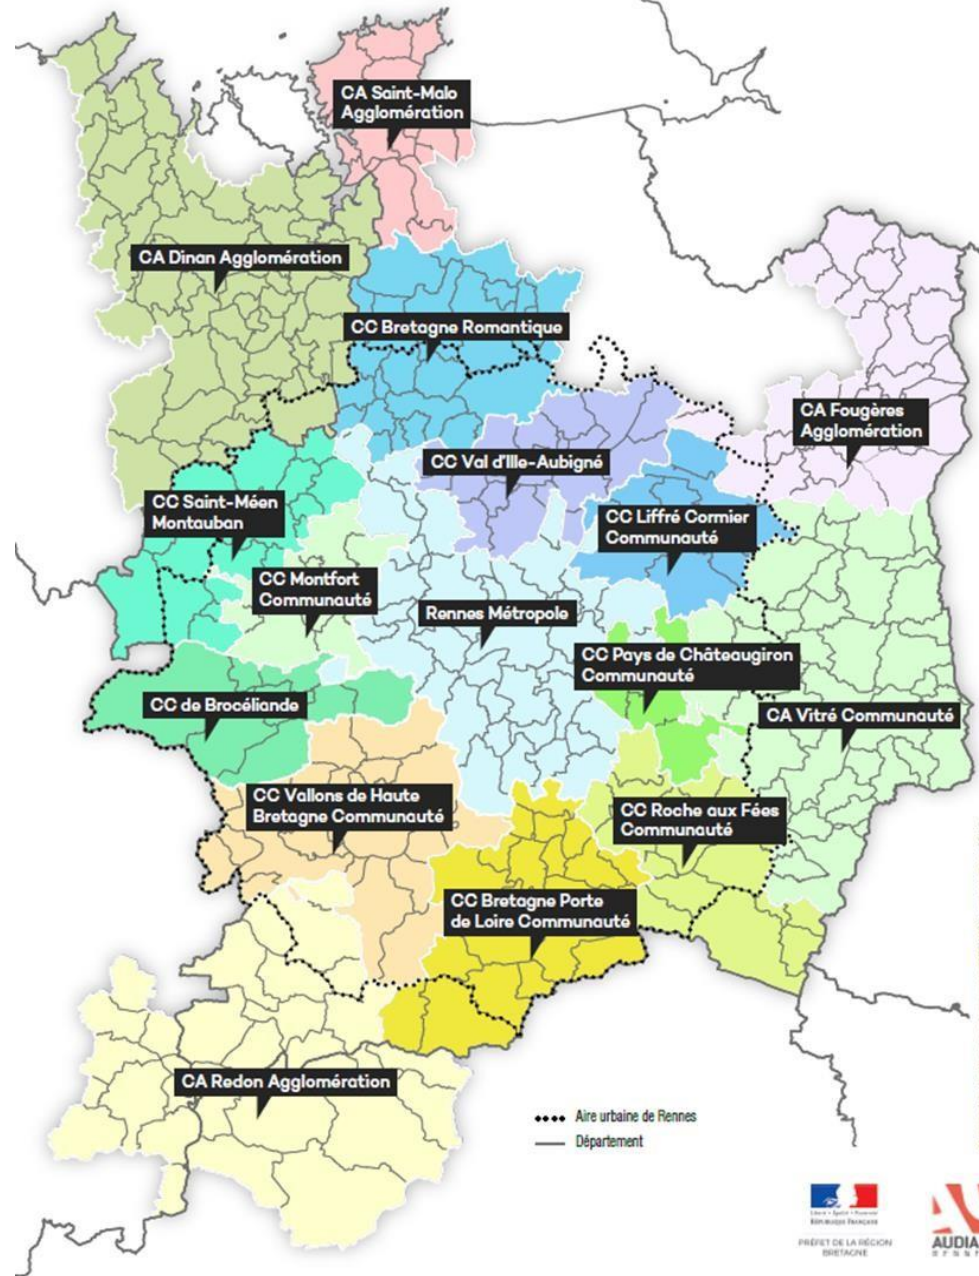 CA Saint-Malo
Agglomération
CA Dinan Agglomération
CC Bretagne Romantique
CA Fougères
Agglomération
CC Val d'Ille-Aubigné
CC Saint-Méen
Montauban
CC Liffré Cormier
Communauté
CC Montfort
Communauté
Rennes Métropole
CC Pays de Châteaugiron
Communauté
CC de Brocéliande
CA Vitré Communauté
CC Vallons de Haute
Bretagne Communauté
CC Roche aux Fées
Communauté
CC Bretagne Porte
de Loire Communauté
CA Redon Agglomération
Aire urbaine de Rennes
Département
PRÉFET DE LA RÉGION
BRETAGNE
AUDIA